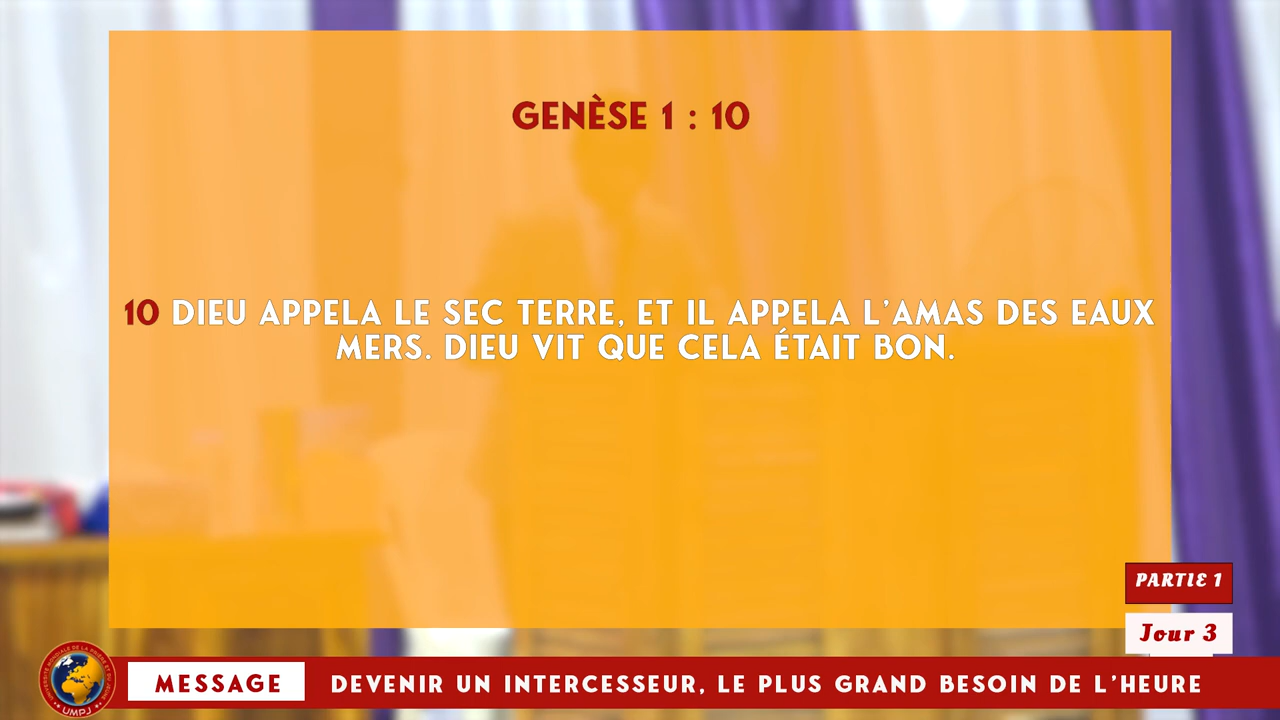 GENÈSE 1 : 10
10 DIEU APPELA LE SEC TERRE, ET IL APPELA L'AMAS DES EAUX
MERS. DIEU VIT QUE CELA ÉTAIT BON.
PARTIE 1
Jour 3
MESSAGE
DEVENIR UN INTERCESSEUR, LE PLUS GRAND BESOIN DE L'HEURE
UMPJ